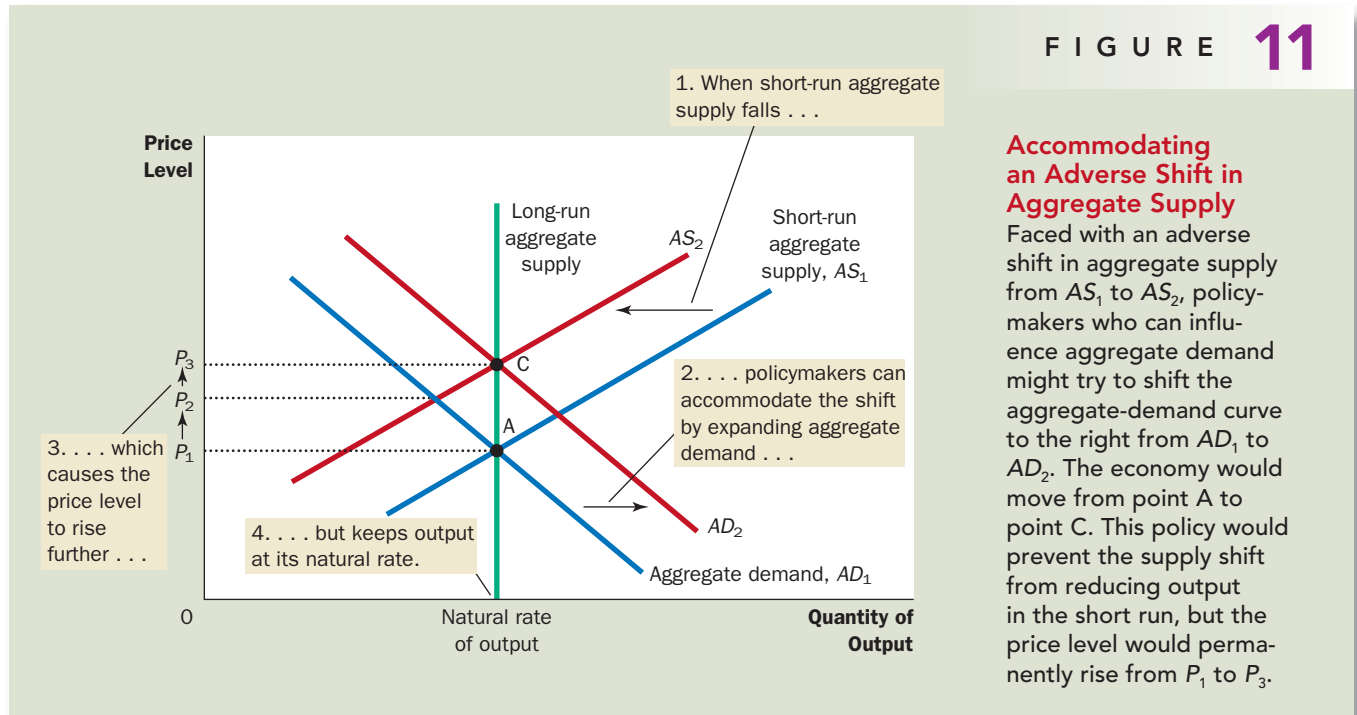 FIGURE 11
1. When short-run aggregate
supply falls . . .
Price
Level
Long-run
aggregate
supply
AS₂
Short-run
aggregate
supply, AS₁
P₃
C
P₂
2. . . . policymakers can
accommodate the shift
by expanding aggregate
demand . . .
A
P₁
3. . . . which
causes the
price level
to rise
further . . .
4. . . . but keeps output
at its natural rate.
AD₂
Aggregate demand, AD₁
0
Natural rate
of output
Quantity of
Output
Accommodating
an Adverse Shift in
Aggregate Supply
Faced with an adverse
shift in aggregate supply
from AS₁ to AS₂, policy-
makers who can influ-
ence aggregate demand
might try to shift the
aggregate-demand curve
to the right from AD₁ to
AD₂. The economy would
move from point A to
point C. This policy would
prevent the supply shift
from reducing output
in the short run, but the
price level would perma-
nently rise from P₁ to P₃.